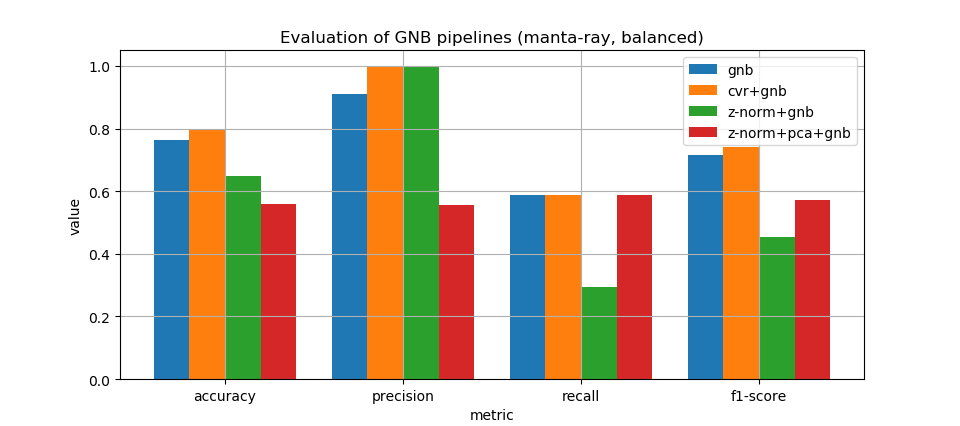 Evaluation of GNB pipelines (manta-ray, balanced)
gnb
cvr+gnb
z-norm+gnb
z-norm+pca+gnb
1.0
0.8
0.6
0.4
0.2
0.0
value
accuracy precision recall f1-score
metric